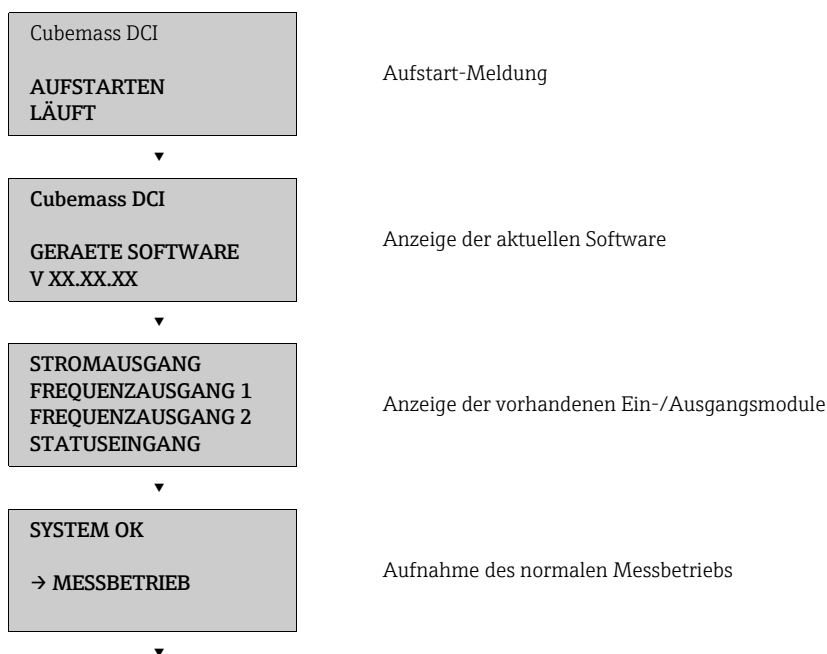 Cubemass DCI
AUFSTARTEN
LÄUFT
Aufstart-Meldung
▼
Cubemass DCI
GERAETE SOFTWARE
V XX.XX.XX
Anzeige der aktuellen Software
▼
STROMAUSGANG
FREQUENZAUSGANG 1
FREQUENZAUSGANG 2
STATUSEINGANG
Anzeige der vorhandenen Ein-/Ausgangsmodule
▼
SYSTEM OK
→ MESSBETRIEB
Aufnahme des normalen Messbetriebs
▼